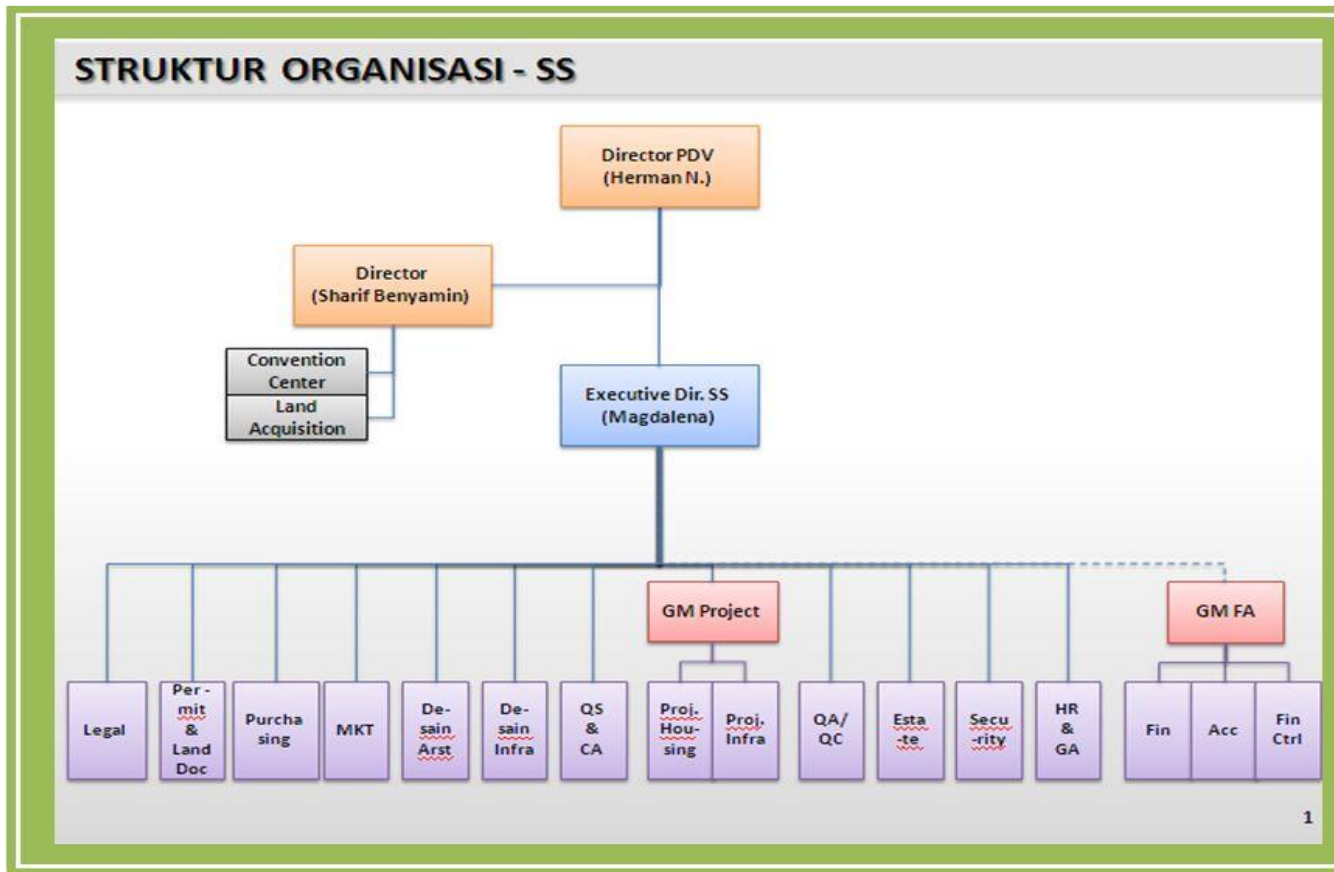 STRUKTUR ORGANISASI - SS
Director PDV
(Herman N.)
Director
(Sharif Benyamin)
Convention
Center
Land
Acquisition
Executive Dir. SS
(Magdalena)
GM Project
GM FA
Legal
Per -
mit
&
Land
Doc
Purcha
sing
MKT
De-
sain
Arst
De-
sain
Infra
QS
&
CA
Proj.
Hou-
sing
Proj.
Infra
QA/
QC
Esta
-te
Secu
-rity
HR
&
GA
Fin
Acc
Fin
Ctrl
1